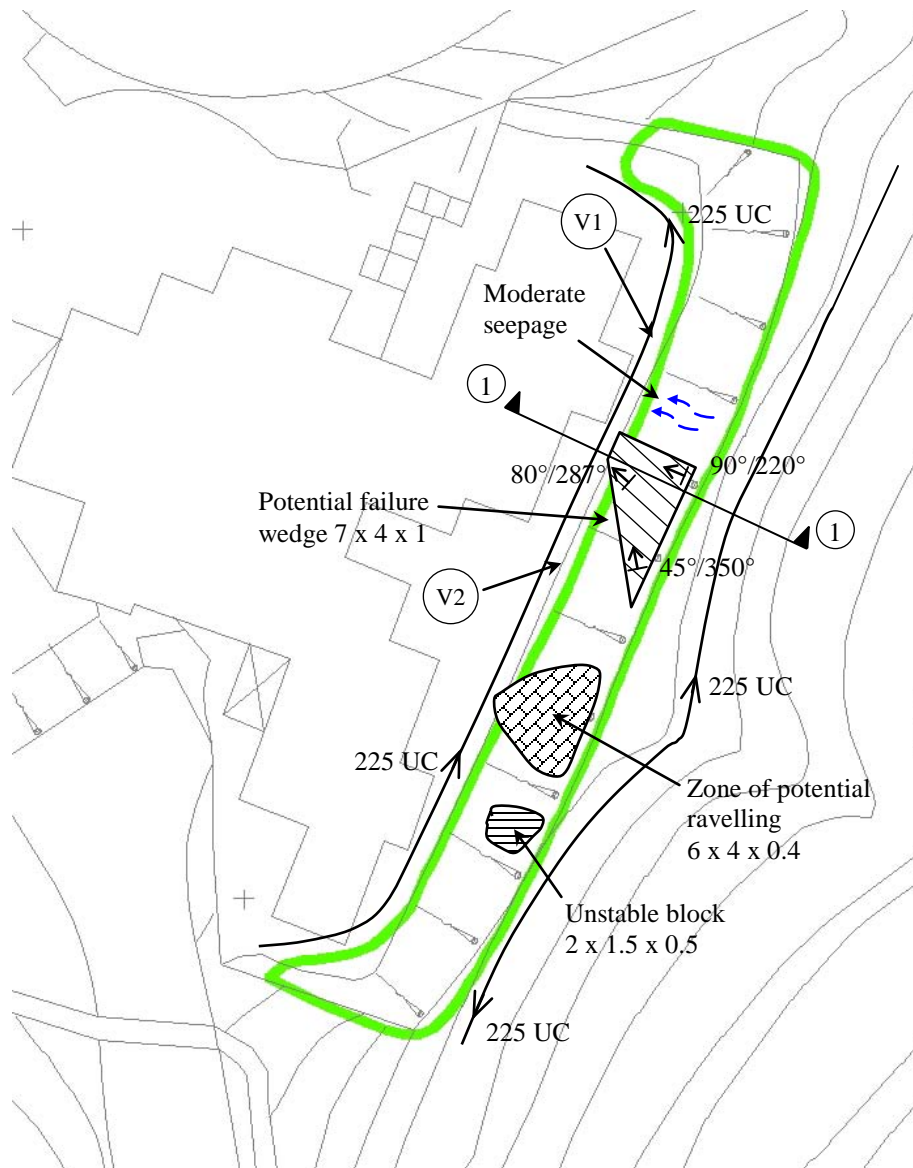 225 UC
V1
Moderate
seepage
1
80°/287°
90°/220°
Potential failure
wedge 7 x 4 x 1
1
45°/350°
V2
225 UC
225 UC
Zone of potential
ravelling
6 x 4 x 0.4
Unstable block
2 x 1.5 x 0.5
225 UC